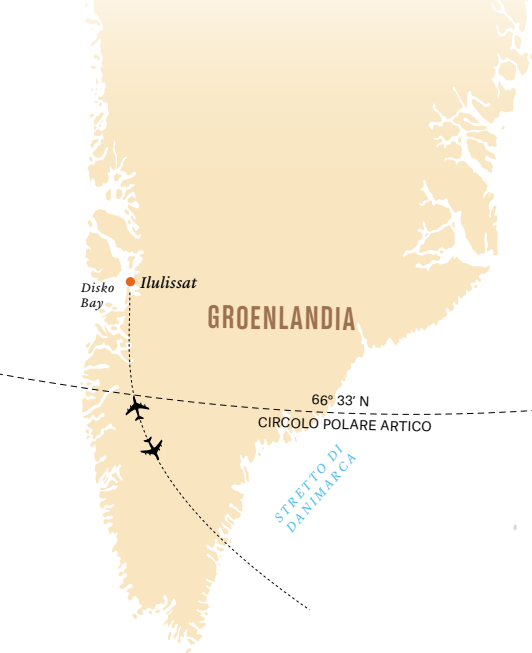 Ilulissat
Disko
Bay
GROENLANDIA
66° 33′ N
CIRCOLO POLARE ARTICO
STRETTO DI
DANIMARCA